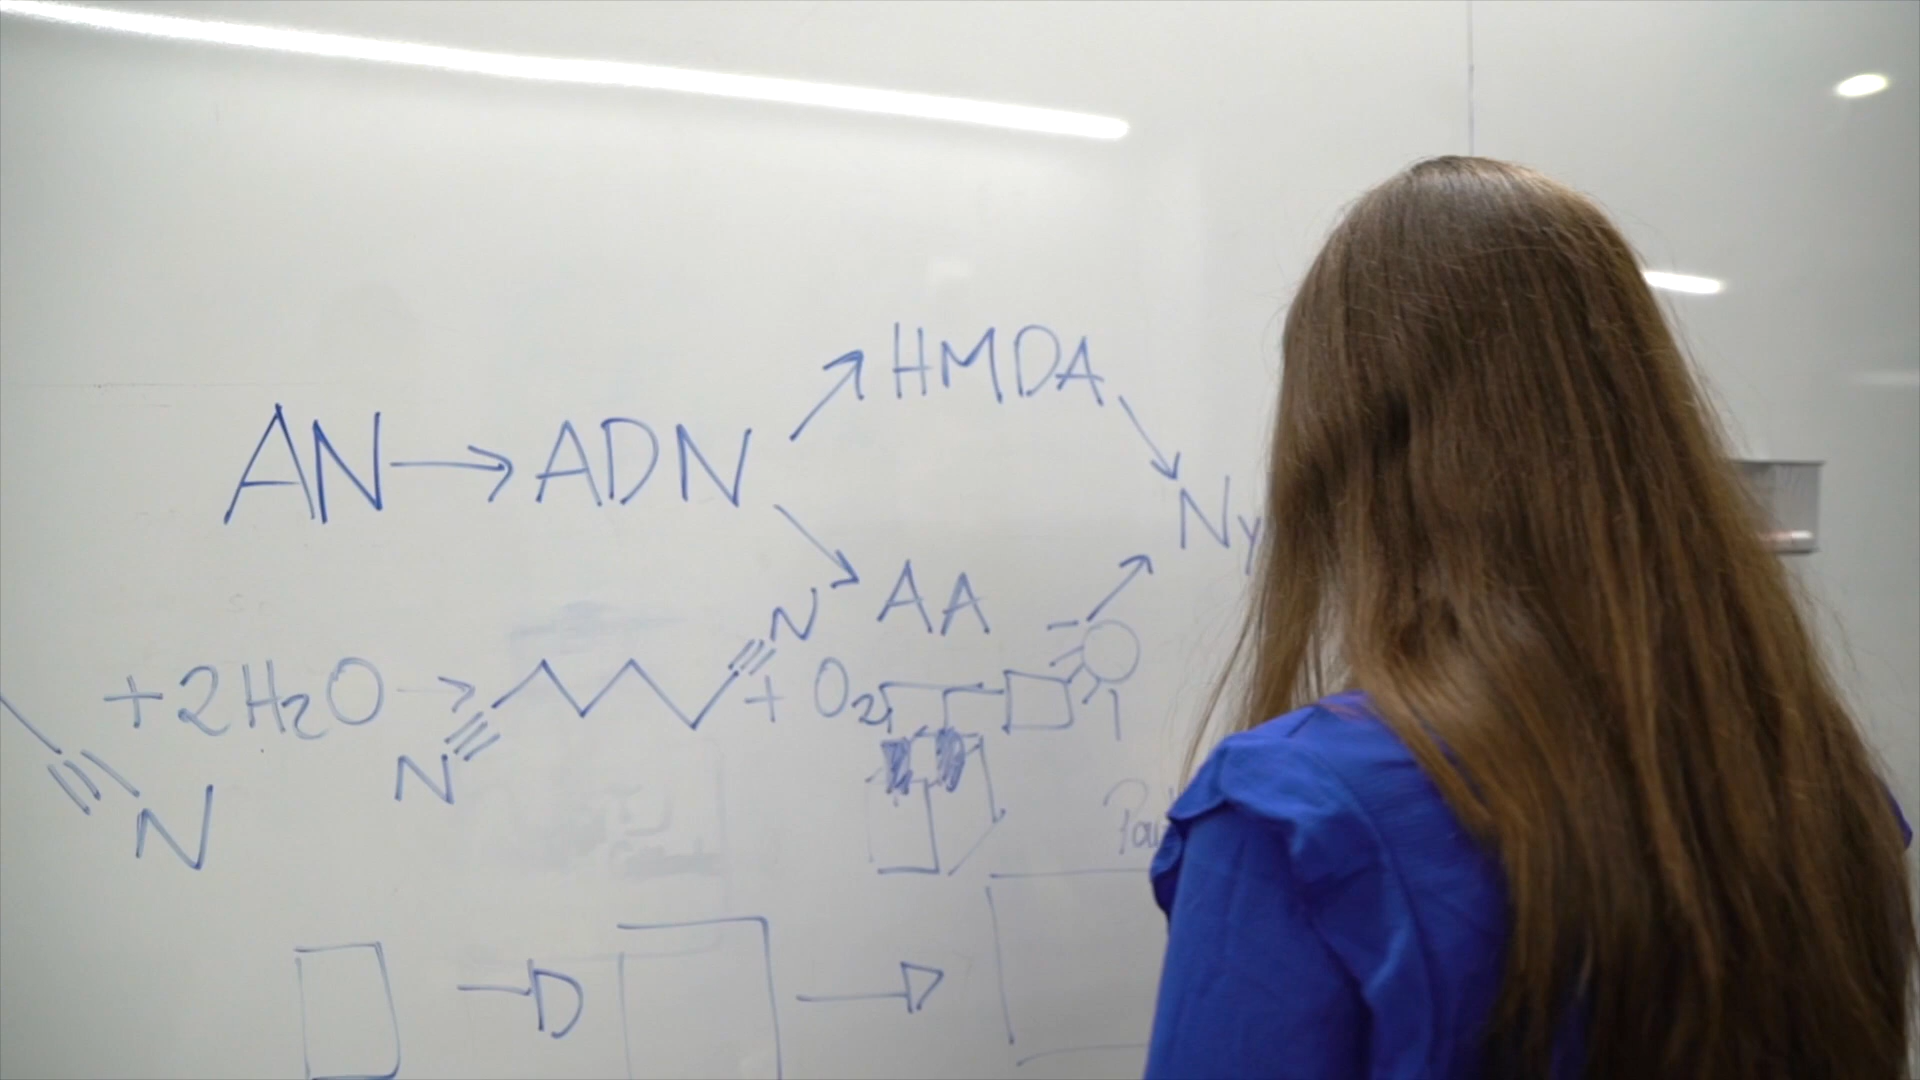 HMDA
AN → ADN
Ny
AA
+ 2H₂O → N≡ ≡N + O₂
≡N